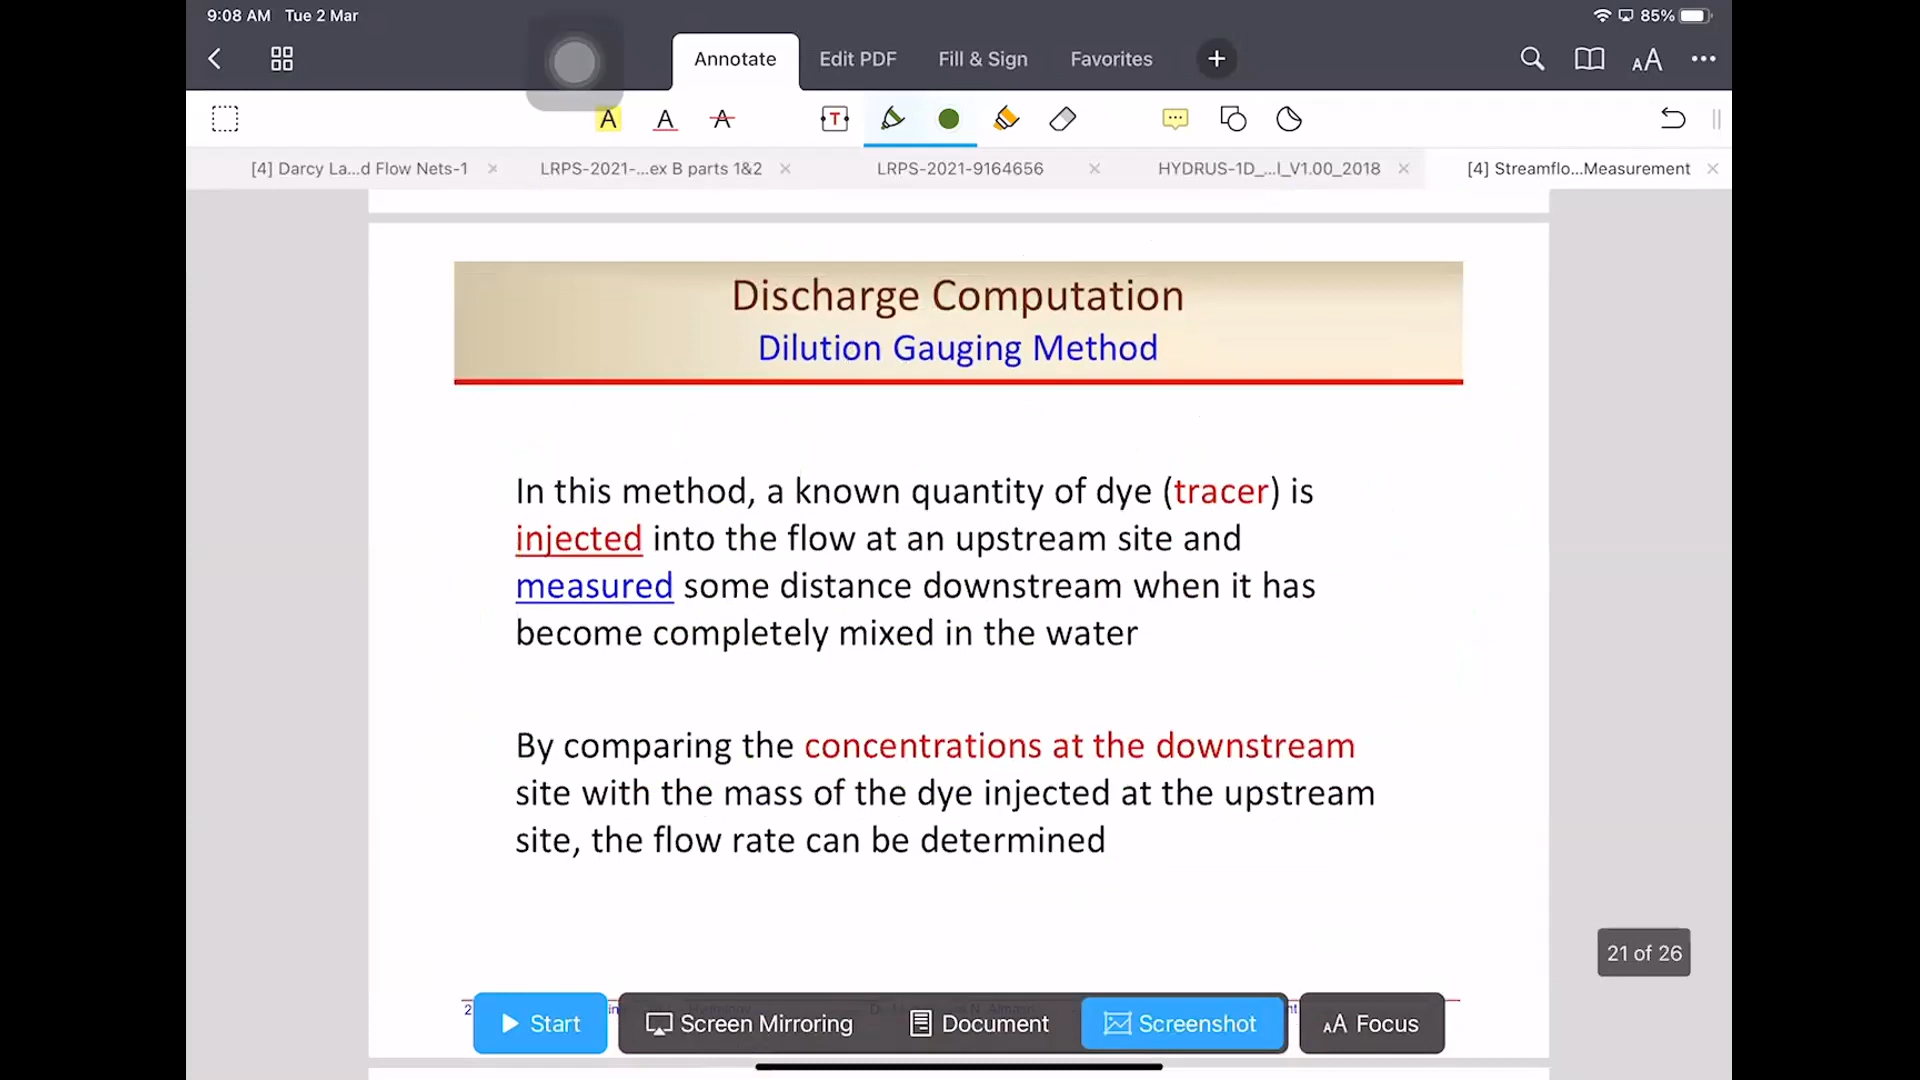 9:08 AM Tue 2 Mar
85%
Annotate
Edit PDF
Fill & Sign
Favorites
[4] Darcy La...d Flow Nets-1
LRPS-2021-...ex B parts 1&2
LRPS-2021-9164656
HYDRUS-1D_...I_V1.00_2018
[4] Streamflo...Measurement
Discharge Computation
Dilution Gauging Method
In this method, a known quantity of dye (tracer) is
injected into the flow at an upstream site and
measured some distance downstream when it has
become completely mixed in the water
By comparing the concentrations at the downstream
site with the mass of the dye injected at the upstream
site, the flow rate can be determined
21 of 26
Start
Screen Mirroring
Document
Screenshot
AA Focus